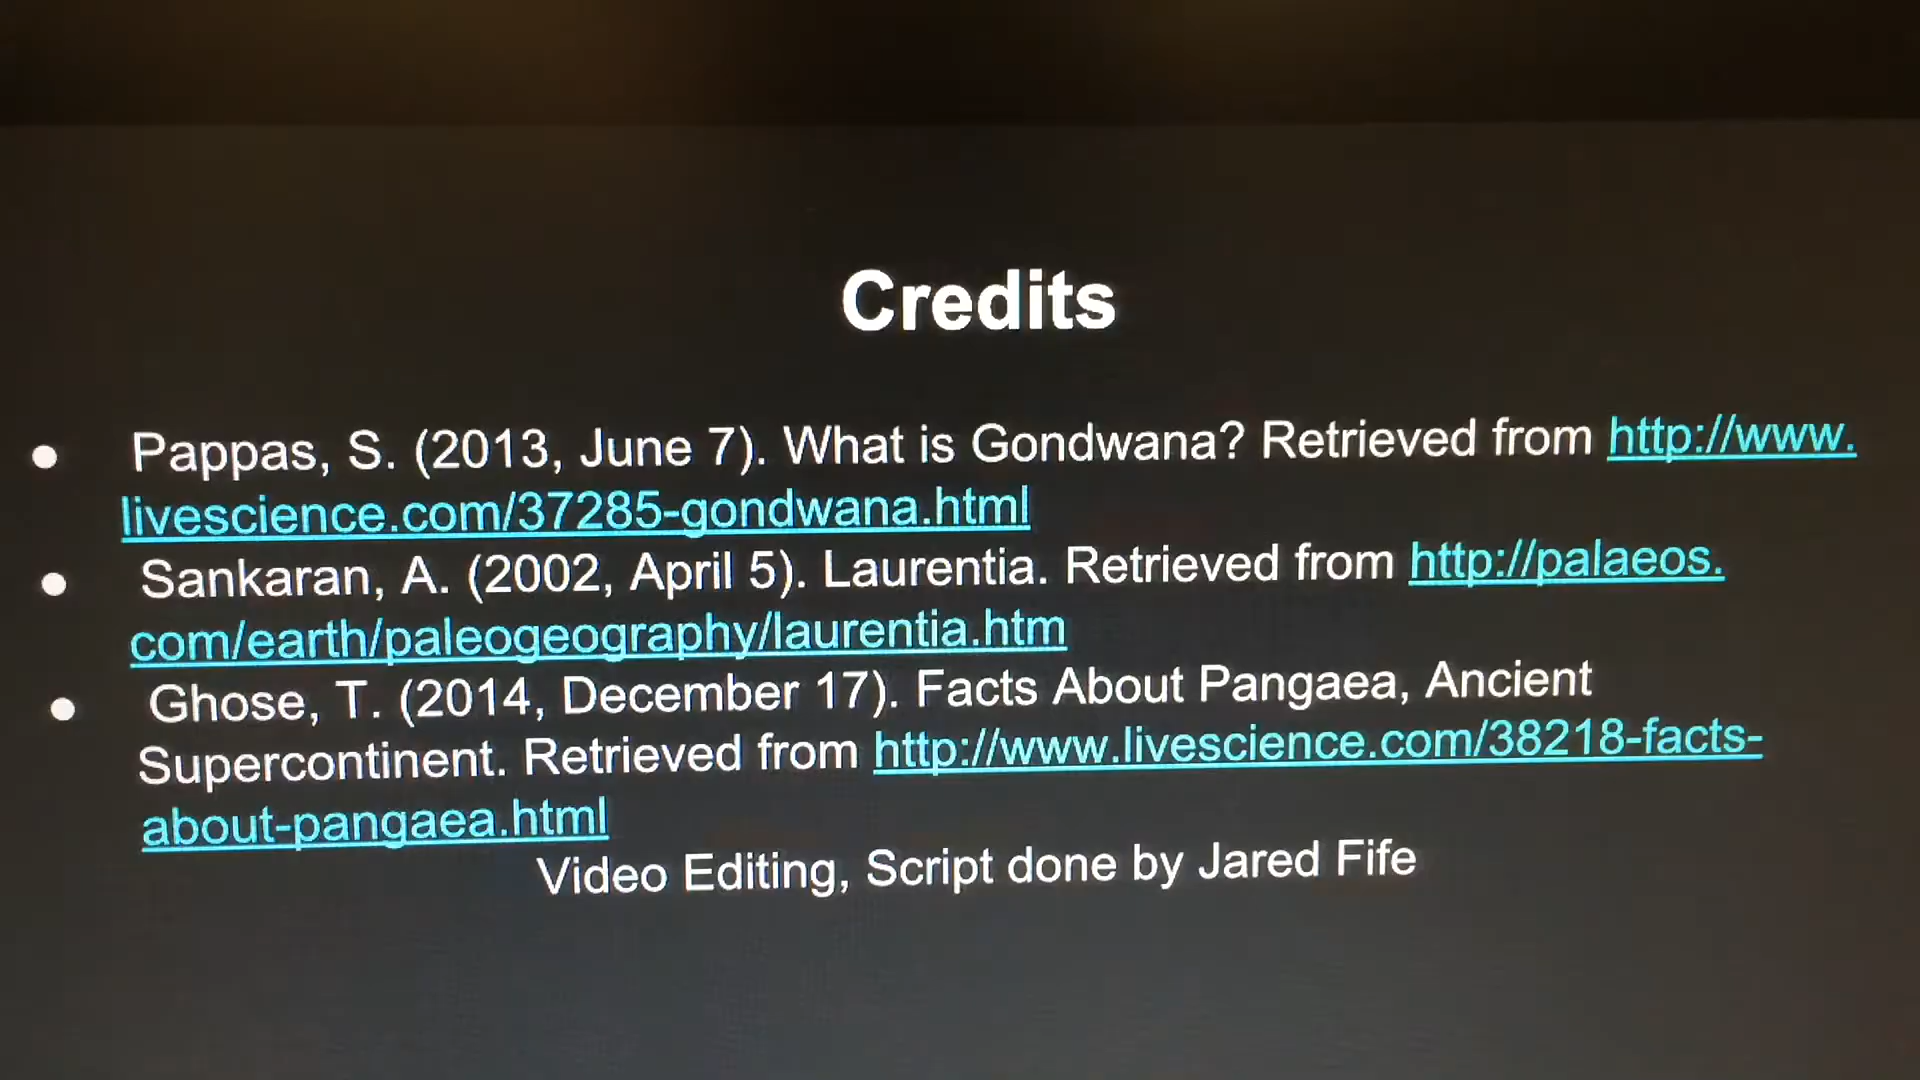 Credits
● Pappas, S. (2013, June 7). What is Gondwana? Retrieved from http://www.
livescience.com/37285-gondwana.html
● Sankaran, A. (2002, April 5). Laurentia. Retrieved from http://palaeos.
com/earth/paleogeography/laurentia.htm
● Ghose, T. (2014, December 17). Facts About Pangaea, Ancient
Supercontinent. Retrieved from http://www.livescience.com/38218-facts-
about-pangaea.html
Video Editing, Script done by Jared Fife